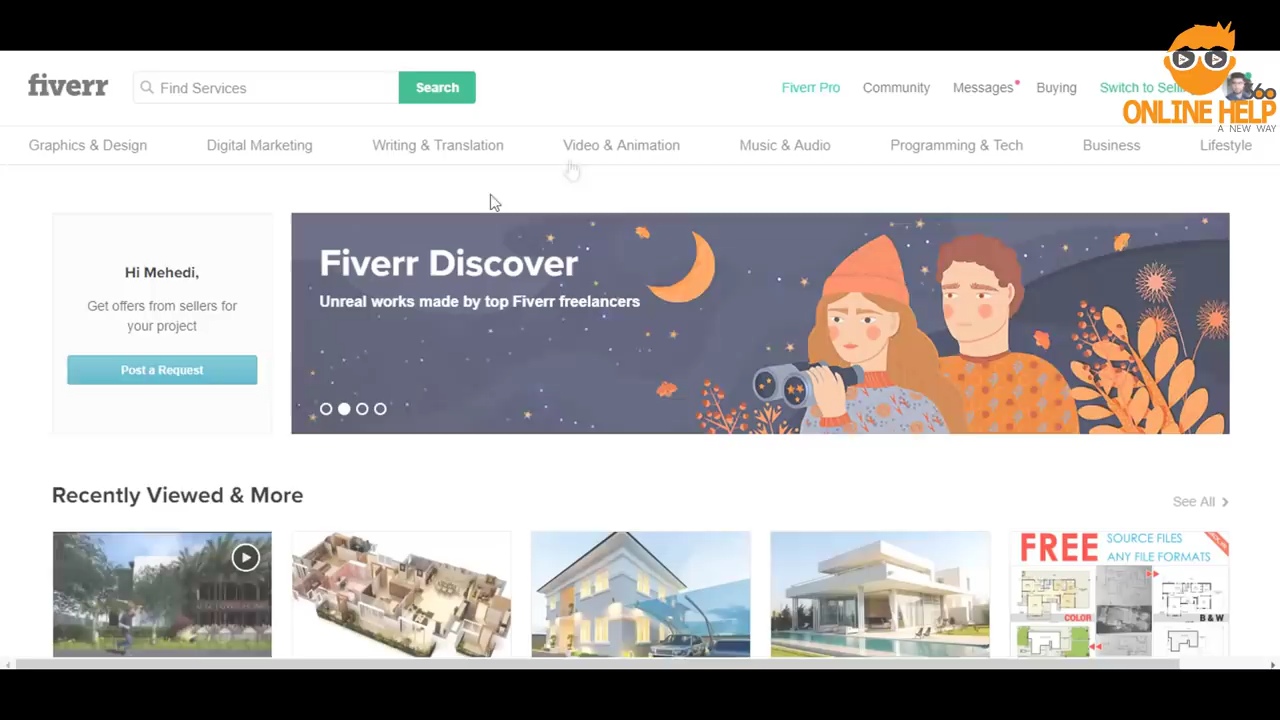 fiverr
Find Services
Search
Fiverr Pro
Community
Messages
Buying
Switch to Selli
360
ONLINE HELP
A NEW WAY
Graphics & Design
Digital Marketing
Writing & Translation
Video & Animation
Music & Audio
Programming & Tech
Business
Lifestyle
Hi Mehedi,
Get offers from sellers for
your project
Post a Request
Fiverr Discover
Unreal works made by top Fiverr freelancers
Recently Viewed & More
See All
FREE
SOURCE FILES
ANY FILE FORMATS
COLOR
B & W